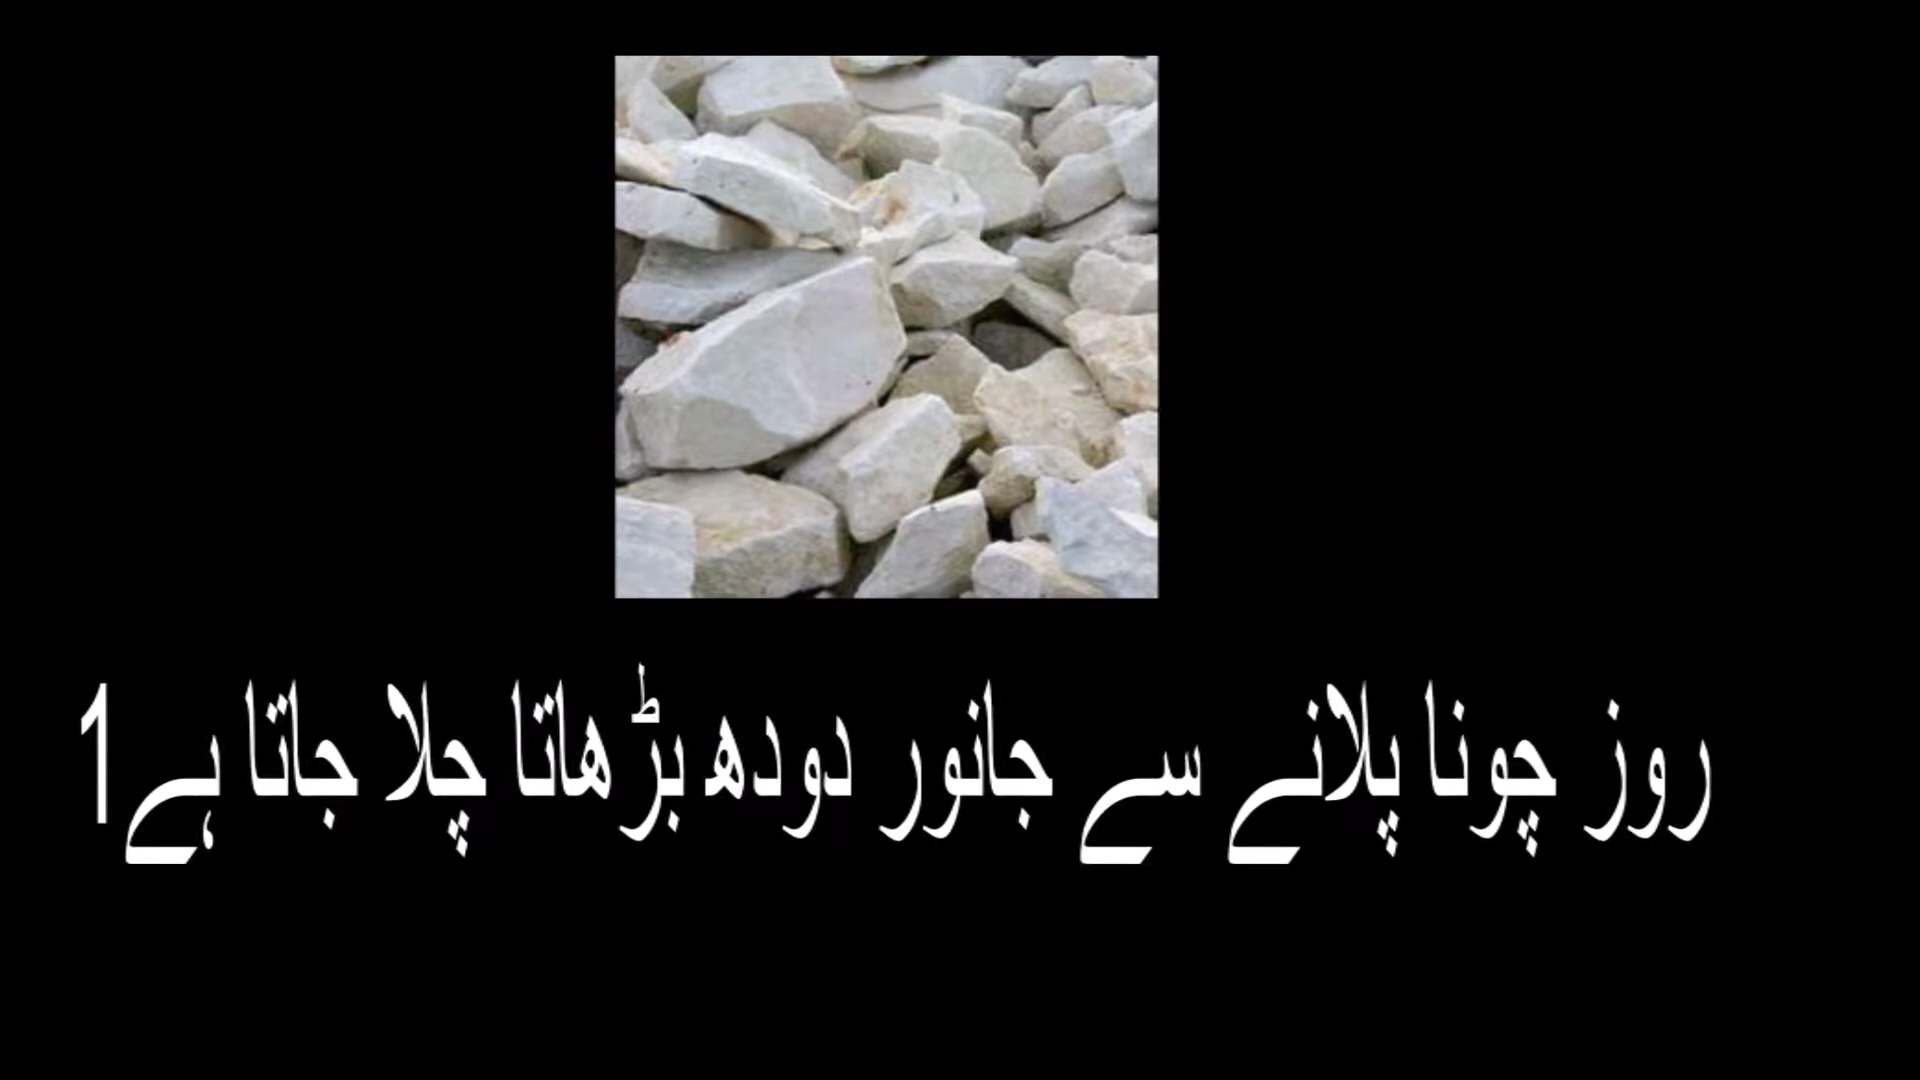 روز چونا پلانے سے جانور دودھ بڑھاتا چلا جاتا ہے1